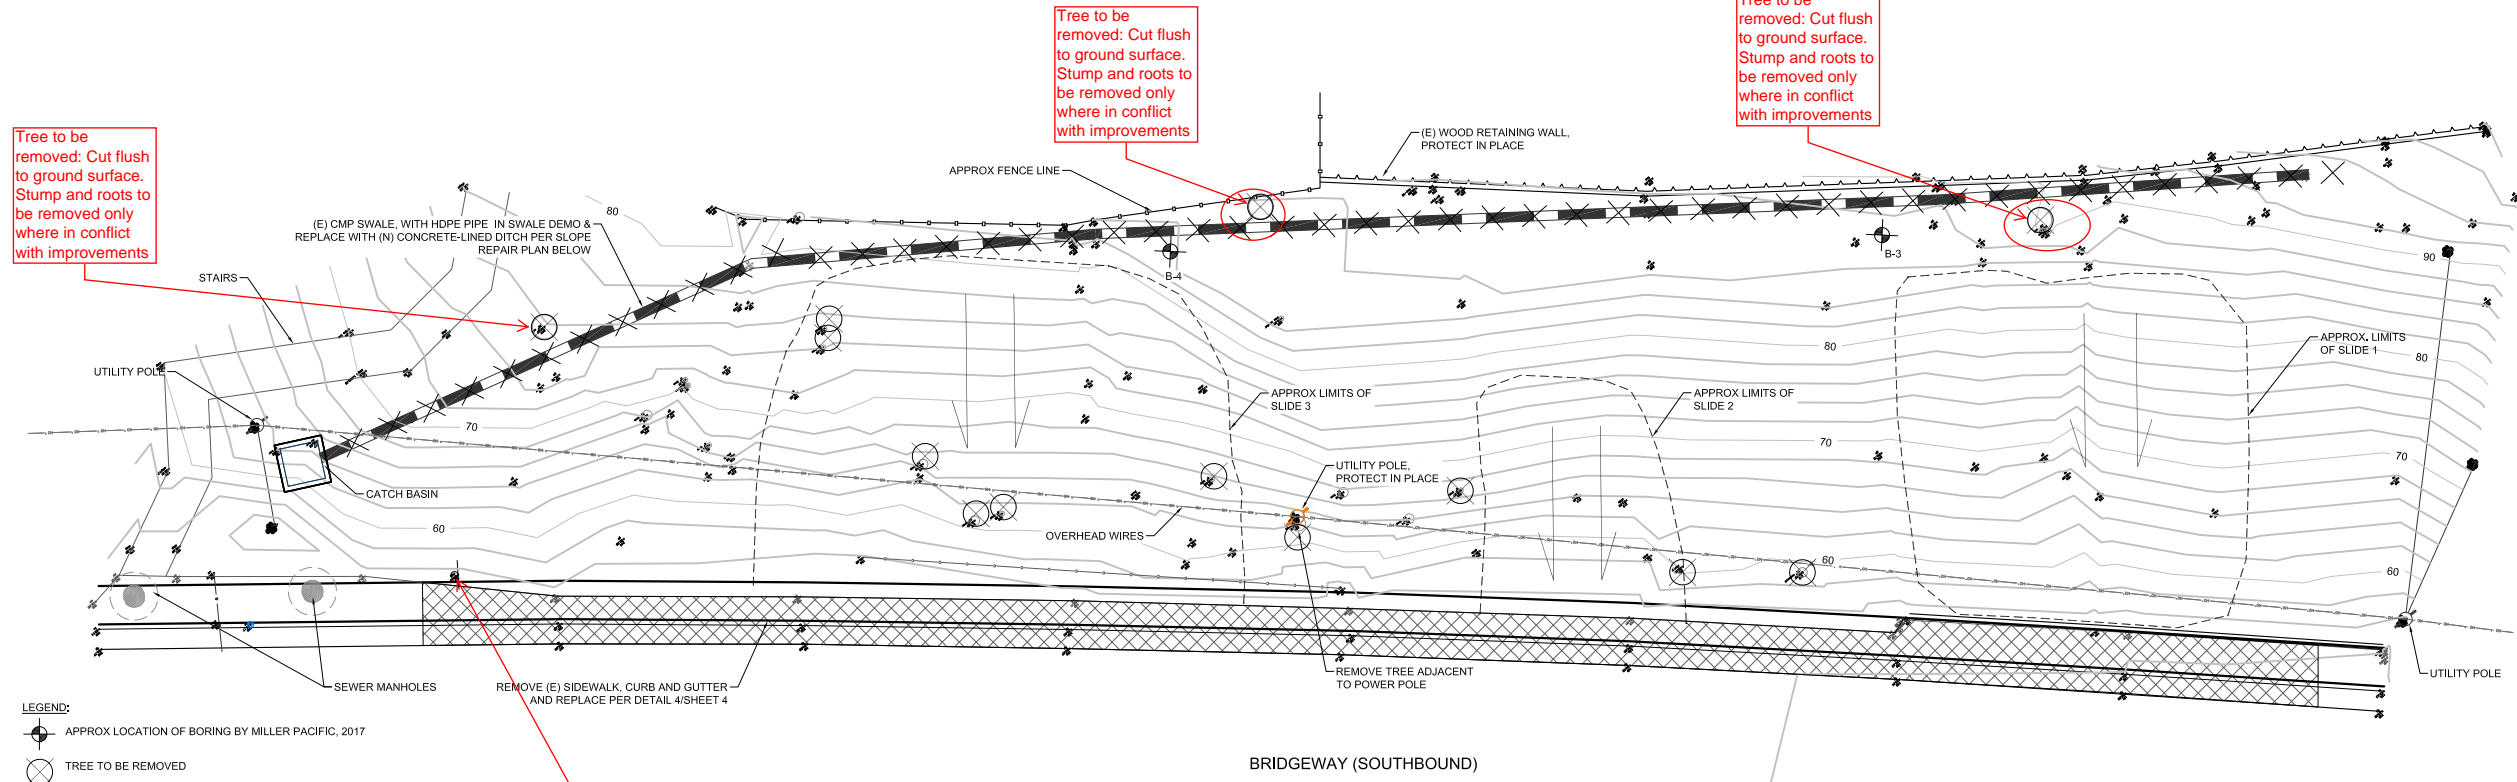 Tree to be
removed: Cut flush
to ground surface.
Stump and roots to
be removed only
where in conflict
with improvements
Tree to be
removed: Cut flush
to ground surface.
Stump and roots to
be removed only
where in conflict
with improvements
Tree to be
removed: Cut flush
to ground surface.
Stump and roots to
be removed only
where in conflict
with improvements
(E) WOOD RETAINING WALL,
PROTECT IN PLACE
APPROX FENCE LINE
80
(E) CMP SWALE, WITH HDPE PIPE IN SWALE DEMO &
REPLACE WITH (N) CONCRETE-LINED DITCH PER SLOPE
REPAIR PLAN BELOW
STAIRS
B-4
B-3
90
UTILITY POLE
80
APPROX. LIMITS
OF SLIDE 1
80
APPROX LIMITS OF
SLIDE 3
APPROX LIMITS OF
SLIDE 2
70
70
70
UTILITY POLE,
PROTECT IN PLACE
CATCH BASIN
60
OVERHEAD WIRES
60
60
SEWER MANHOLES
REMOVE (E) SIDEWALK, CURB AND GUTTER
AND REPLACE PER DETAIL 4/SHEET 4
REMOVE TREE ADJACENT
TO POWER POLE
UTILITY POLE
LEGEND:
APPROX LOCATION OF BORING BY MILLER PACIFIC, 2017
TREE TO BE REMOVED
BRIDGEWAY (SOUTHBOUND)